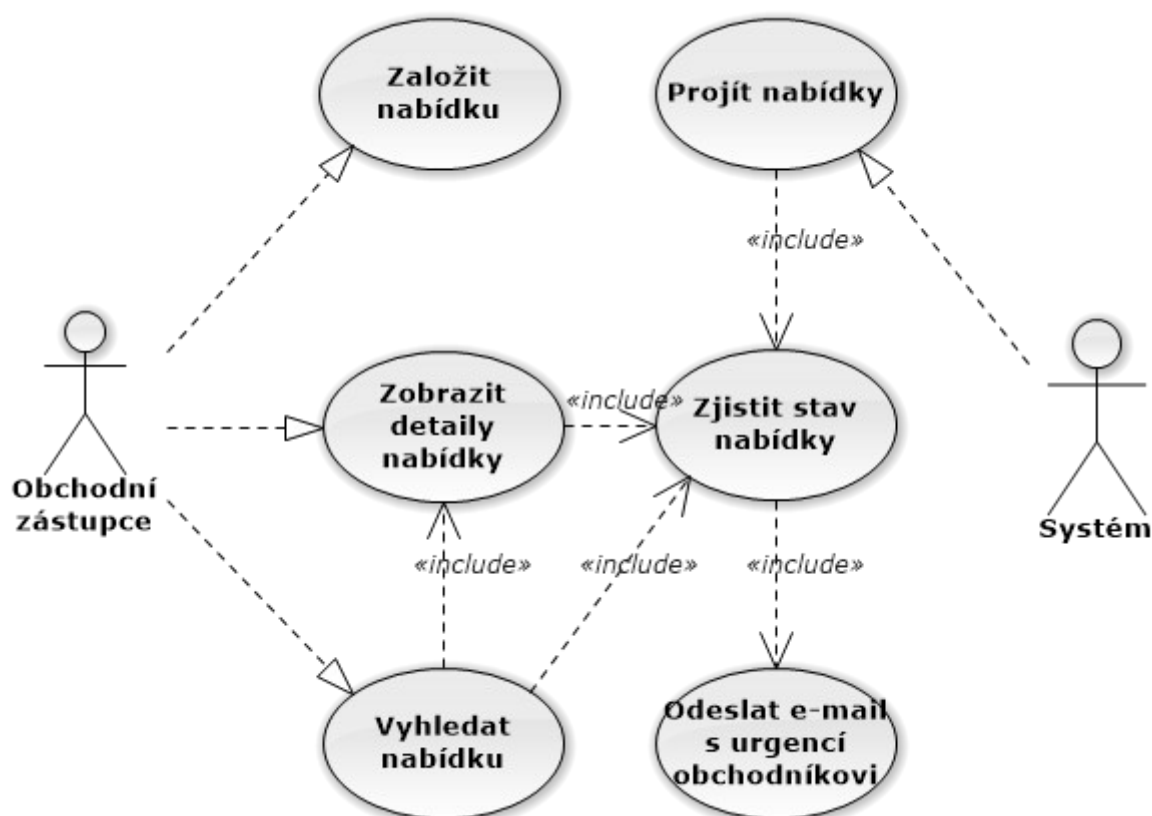 Založit
nabídku
Projít nabídky
«include»
Zobrazit
detaily
nabídky
«include»
Zjistit stav
nabídky
Obchodní
zástupce
Systém
«include»
«include»
«include»
Vyhledat
nabídku
Odeslat e-mail
s urgencí
obchodníkovi